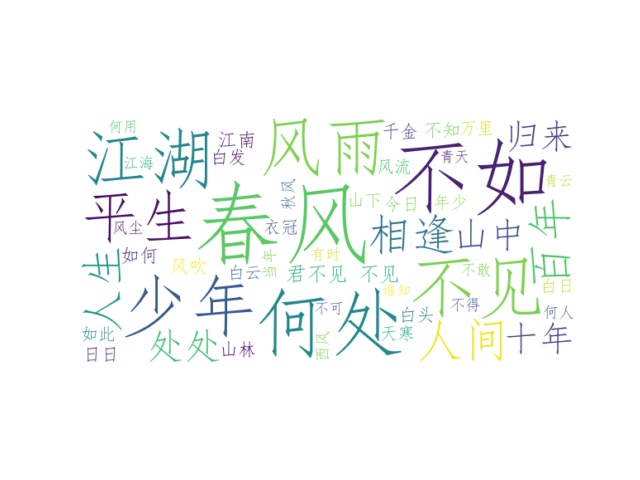 何用
江湖
江海
江南
白发
风雨
千金
不知
万里
归来
风流
不如
青天
青云
平生
风尘
春风
秋风
衣冠
山下
今日
年少
相逢
山中
百年
人生
如何
风吹
白云
当年
有时
君不见
不见
不敢
不见
白日
少年
何处
谁知
不可
白头
不得
何人
如此
日日
处处
山林
西风
天寒
人间
十年